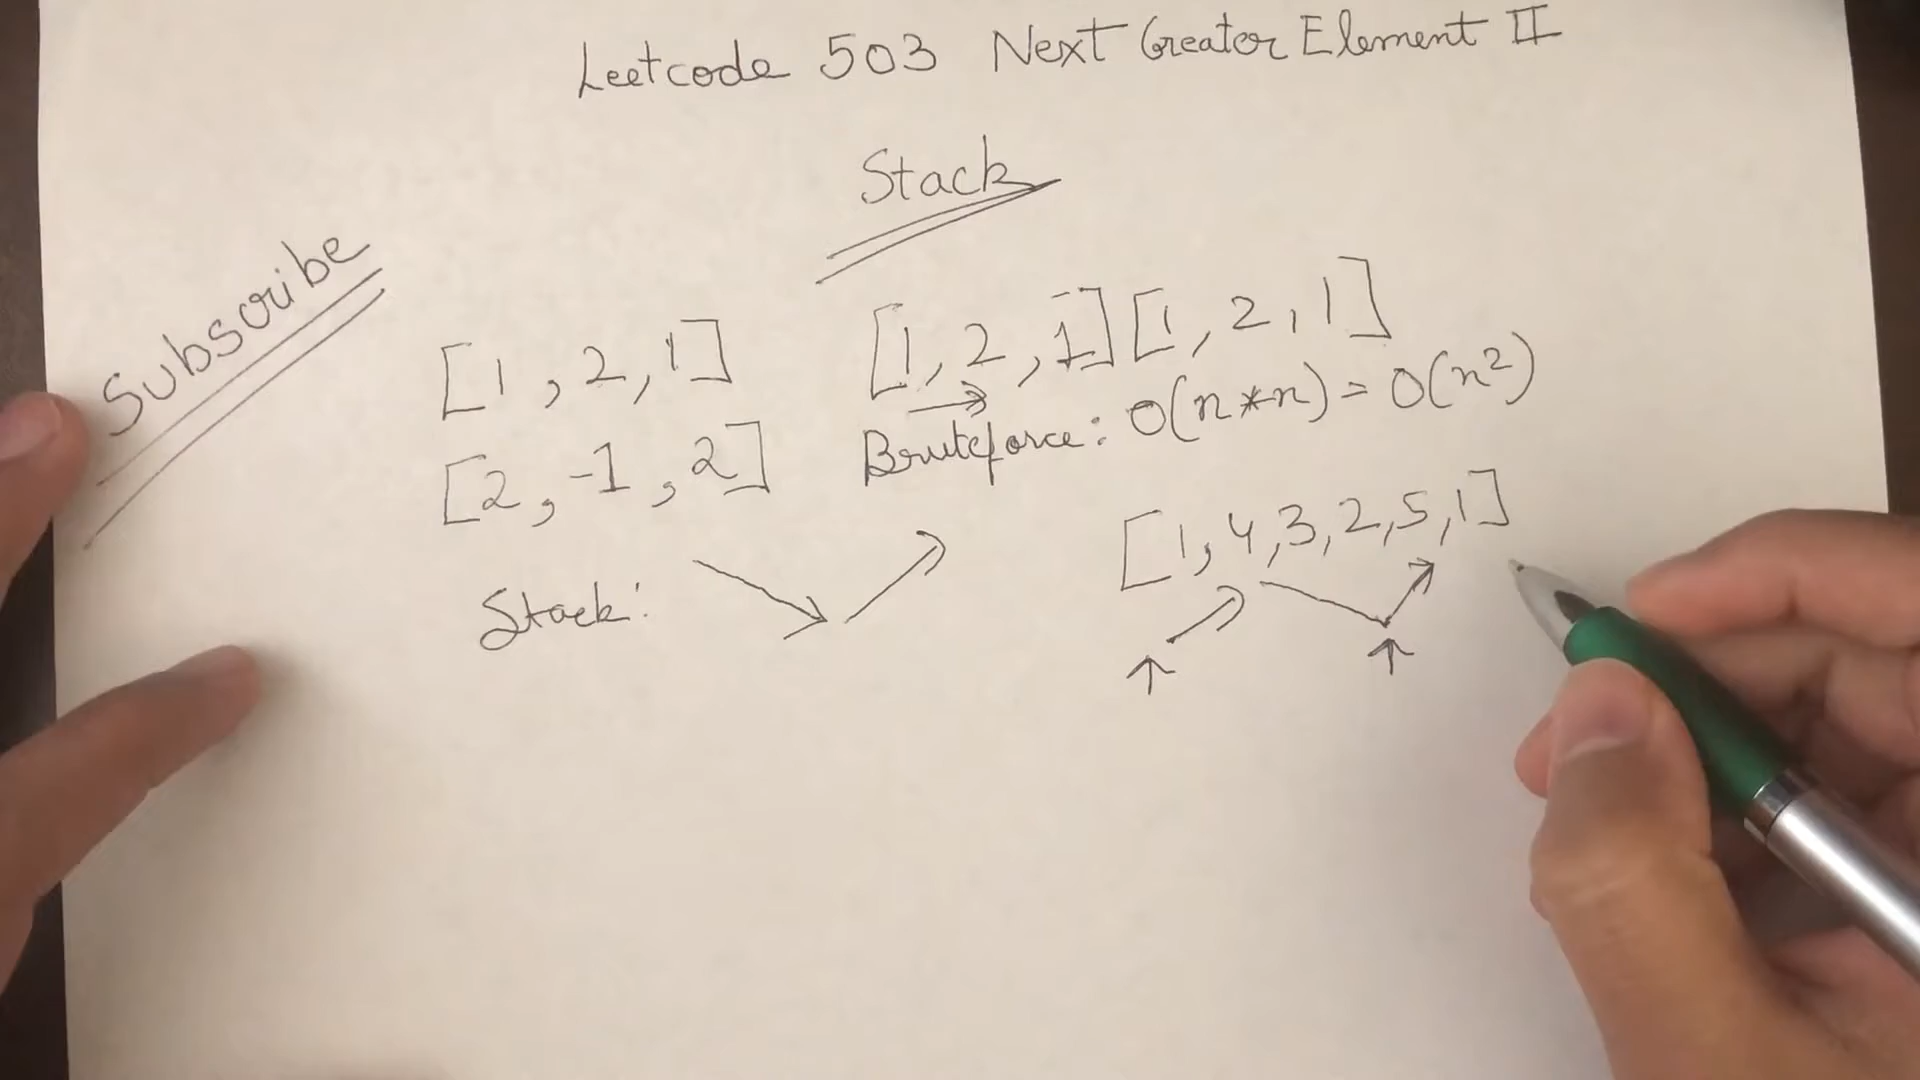 Leetcode 503 Next Greater Element II
Stack
Subscribe
[1, 2, 1]
[1, 2, 1][1, 2, 1]
[2, -1, 2]
Bruteforce: O(n*n) = O(n²)
[1, 4, 3, 2, 5, 1]
Stack: